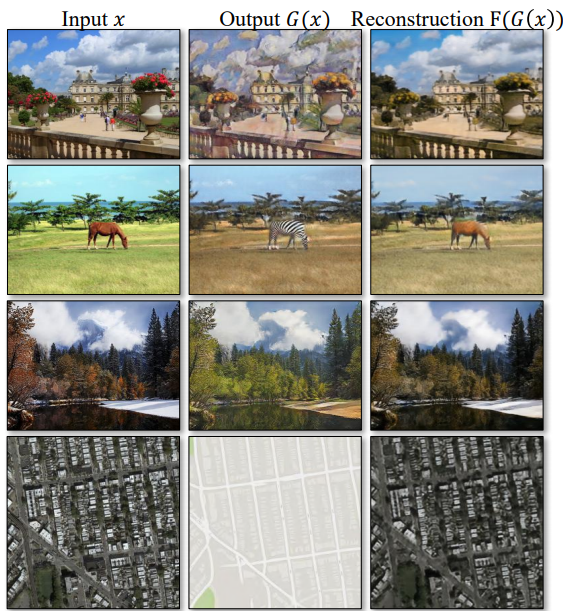 Input x
Output G(x)
Reconstruction F(G(x))